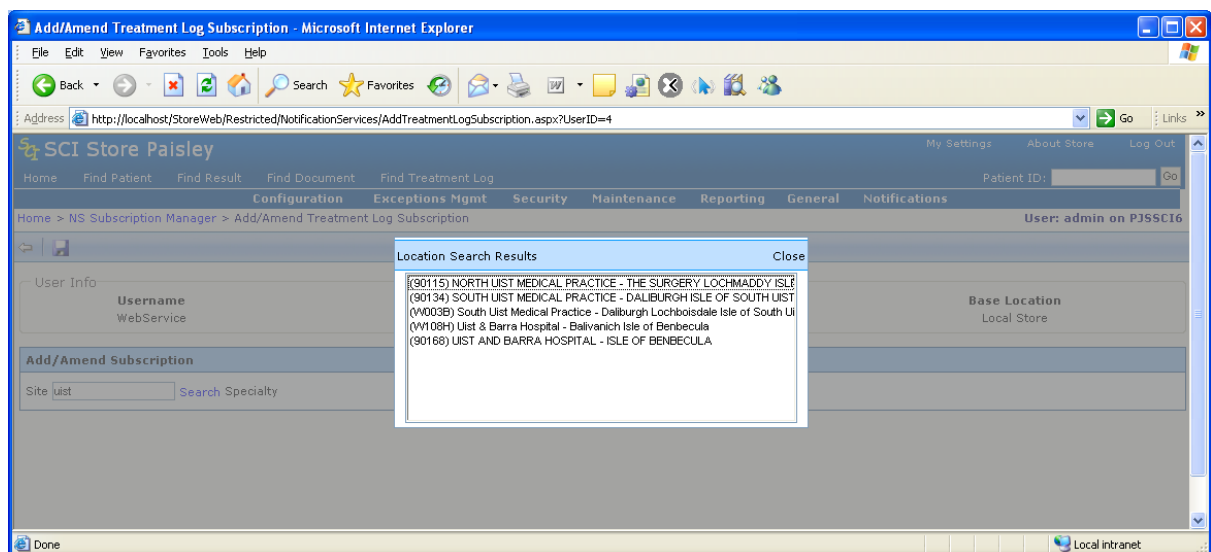 Add/Amend Treatment Log Subscription - Microsoft Internet Explorer
File Edit View Favorites Tools Help
Back Search Favorites
Address http://localhost/StoreWeb/Restricted/NotificationServices/AddTreatmentLogSubscription.aspx?UserID=4 Go Links »
SCI Store Paisley My Settings About Store Log Out
Home Find Patient Find Result Find Document Find Treatment Log Patient ID: Go
Configuration Exceptions Mgmt Security Maintenance Reporting General Notifications
Home > NS Subscription Manager > Add/Amend Treatment Log Subscription User: admin on PJSSCI6
Location Search Results Close
(90115) NORTH UIST MEDICAL PRACTICE - THE SURGERY LOCHMADDY ISLE
(90134) SOUTH UIST MEDICAL PRACTICE - DALIBURGH ISLE OF SOUTH UIST
(W003B) South Uist Medical Practice - Daliburgh Lochboisdale Isle of South Ui
(W108H) Uist & Barra Hospital - Balivanich Isle of Benbecula
(90168) UIST AND BARRA HOSPITAL - ISLE OF BENBECULA
User Info
Username Base Location
WebService Local Store
Add/Amend Subscription
Site uist Search Specialty
Done Local intranet